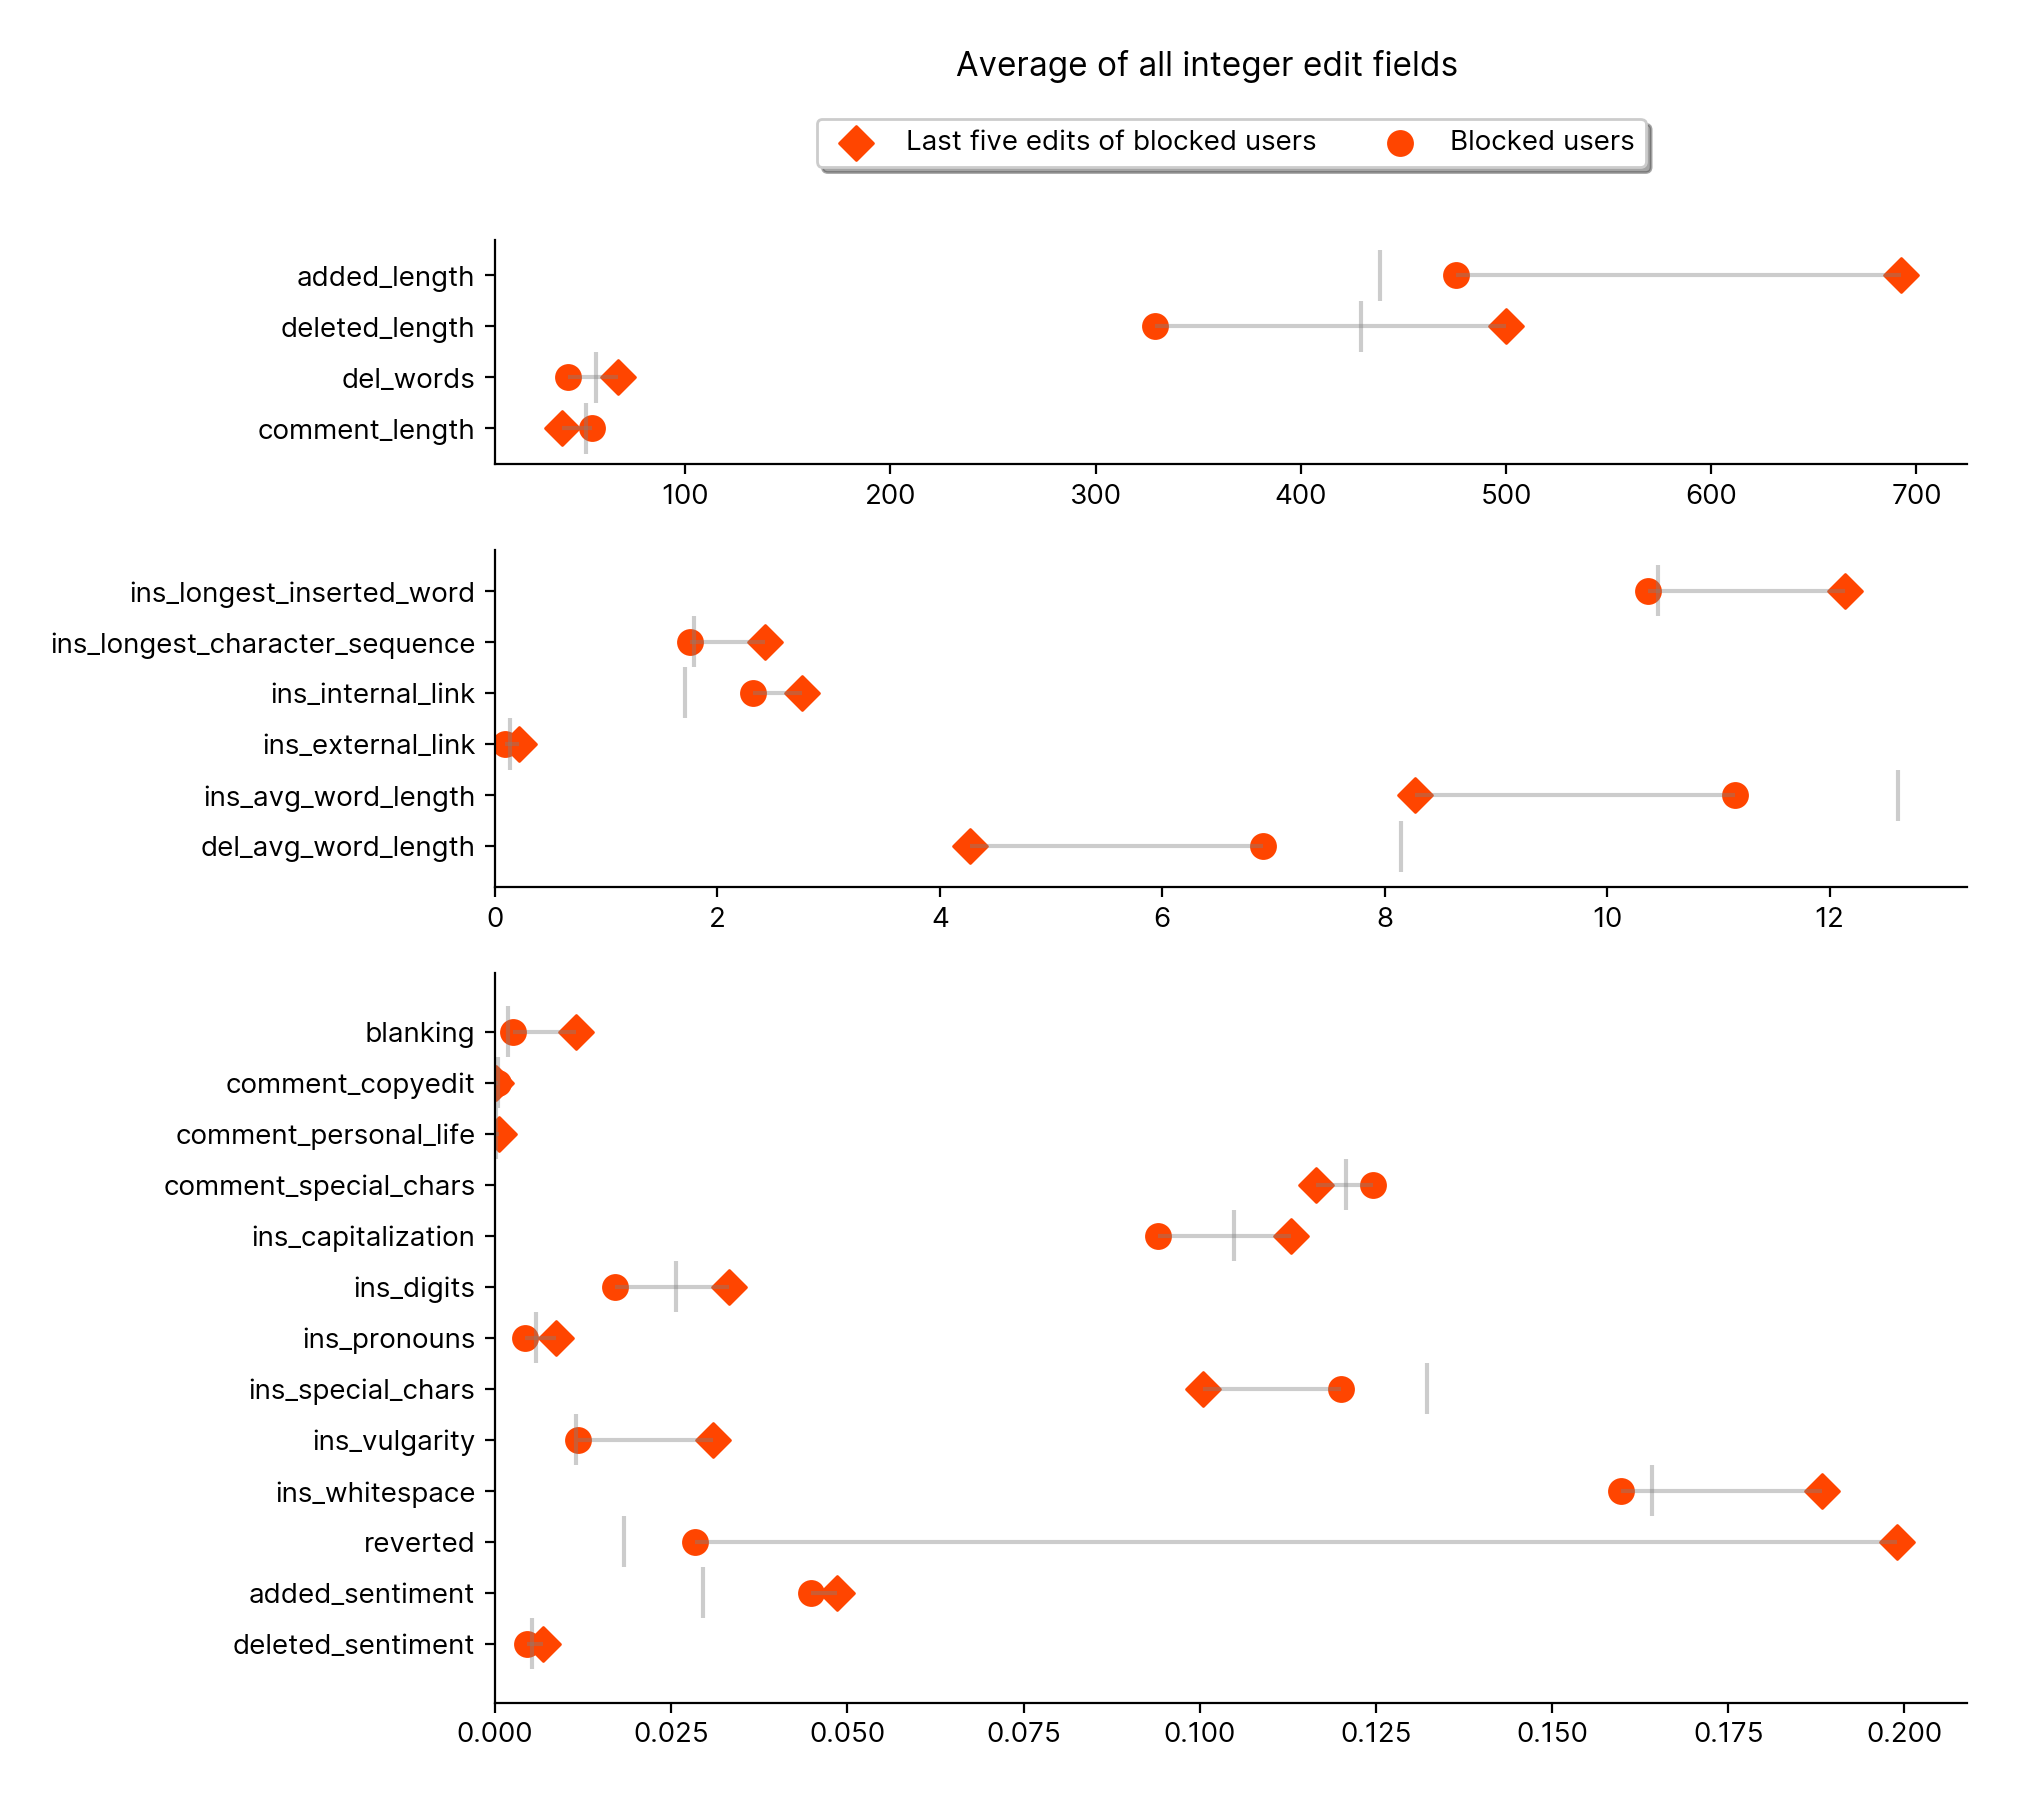 Average of all integer edit fields
Last five edits of blocked users Blocked users
added_length
deleted_length
del_words
comment_length
100 200 300 400 500 600 700
ins_longest_inserted_word
ins_longest_character_sequence
ins_internal_link
ins_external_link
ins_avg_word_length
del_avg_word_length
0 2 4 6 8 10 12
blanking
comment_copyedit
comment_personal_life
comment_special_chars
ins_capitalization
ins_digits
ins_pronouns
ins_special_chars
ins_vulgarity
ins_whitespace
reverted
added_sentiment
deleted_sentiment
0.000 0.025 0.050 0.075 0.100 0.125 0.150 0.175 0.200